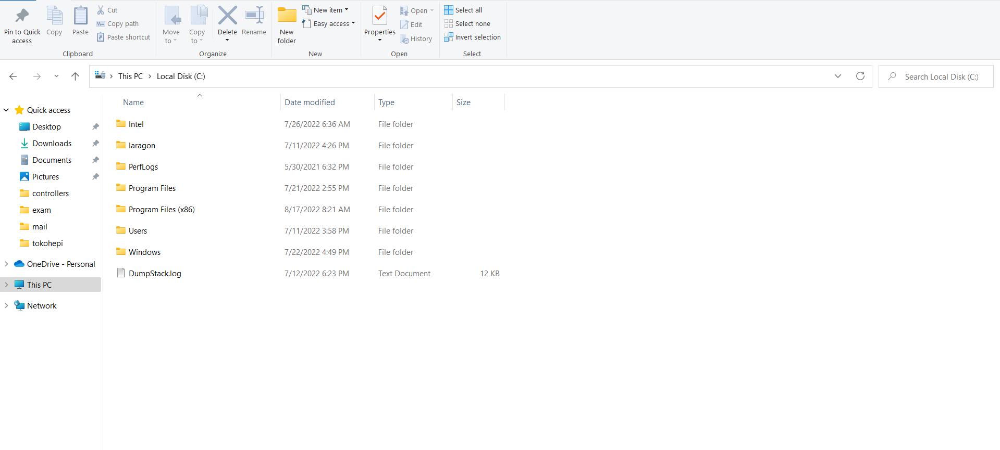 Pin to Quick access
Copy
Paste
Cut
Copy path
Paste shortcut
Clipboard
Move to
Copy to
Delete
Rename
Organize
New folder
New item
Easy access
New
Properties
Open
Edit
History
Open
Select all
Select none
Invert selection
Select
This PC > Local Disk (C:)
Search Local Disk (C:)
Quick access
Desktop
Downloads
Documents
Pictures
controllers
exam
mail
tokohepi
OneDrive - Personal
This PC
Network
Name Date modified Type Size
Intel 7/26/2022 6:36 AM File folder
laragon 7/11/2022 4:26 PM File folder
PerfLogs 5/30/2021 6:32 PM File folder
Program Files 7/21/2022 2:55 PM File folder
Program Files (x86) 8/17/2022 8:21 AM File folder
Users 7/11/2022 3:58 PM File folder
Windows 7/22/2022 4:49 PM File folder
DumpStack.log 7/12/2022 6:23 PM Text Document 12 KB